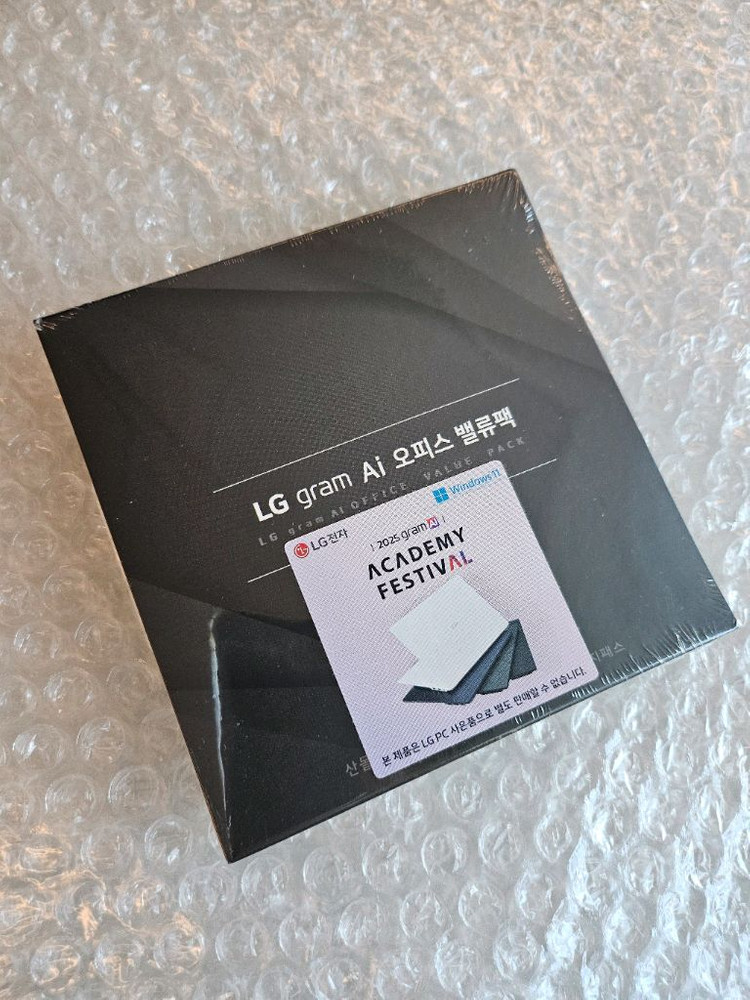 LG gram Ai 오피스 밸류팩
LG gram AI OFFICE VALUE PACK
Windows 11
LG전자
| 2025 gram AI |
ACADEMY
FESTIVAL
본 제품은 LG PC 사은품으로 별도 판매할 수 없습니다.